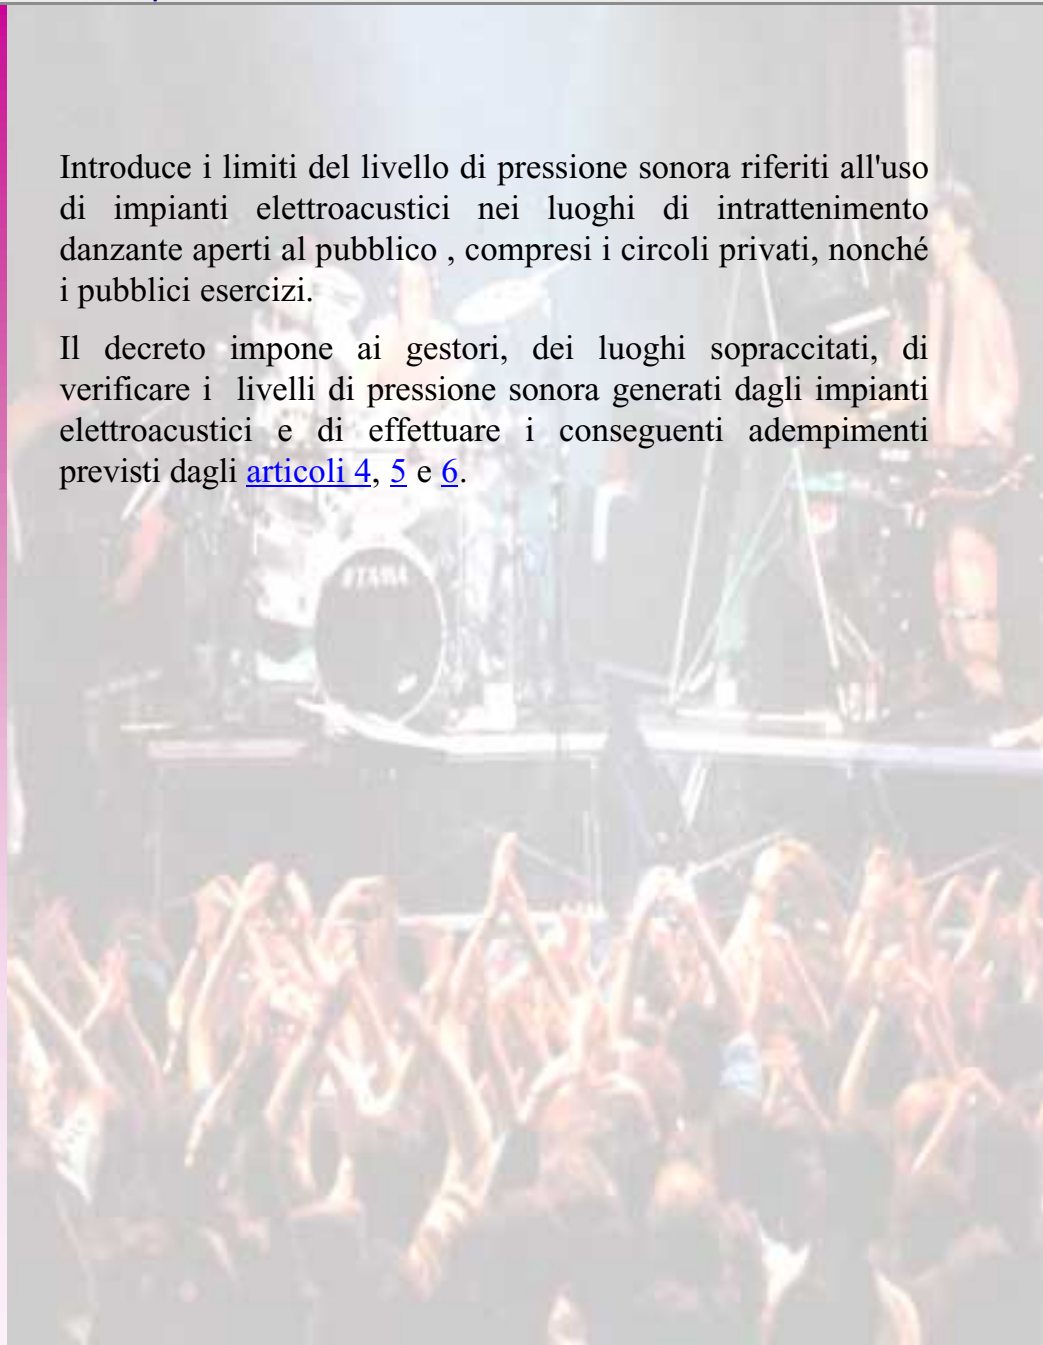 Introduce i limiti del livello di pressione sonora riferiti all'uso
di impianti elettroacustici nei luoghi di intrattenimento
danzante aperti al pubblico , compresi i circoli privati, nonché
i pubblici esercizi.
Il decreto impone ai gestori, dei luoghi sopraccitati, di
verificare i livelli di pressione sonora generati dagli impianti
elettroacustici e di effettuare i conseguenti adempimenti
previsti dagli articoli 4, 5 e 6.
TAMA